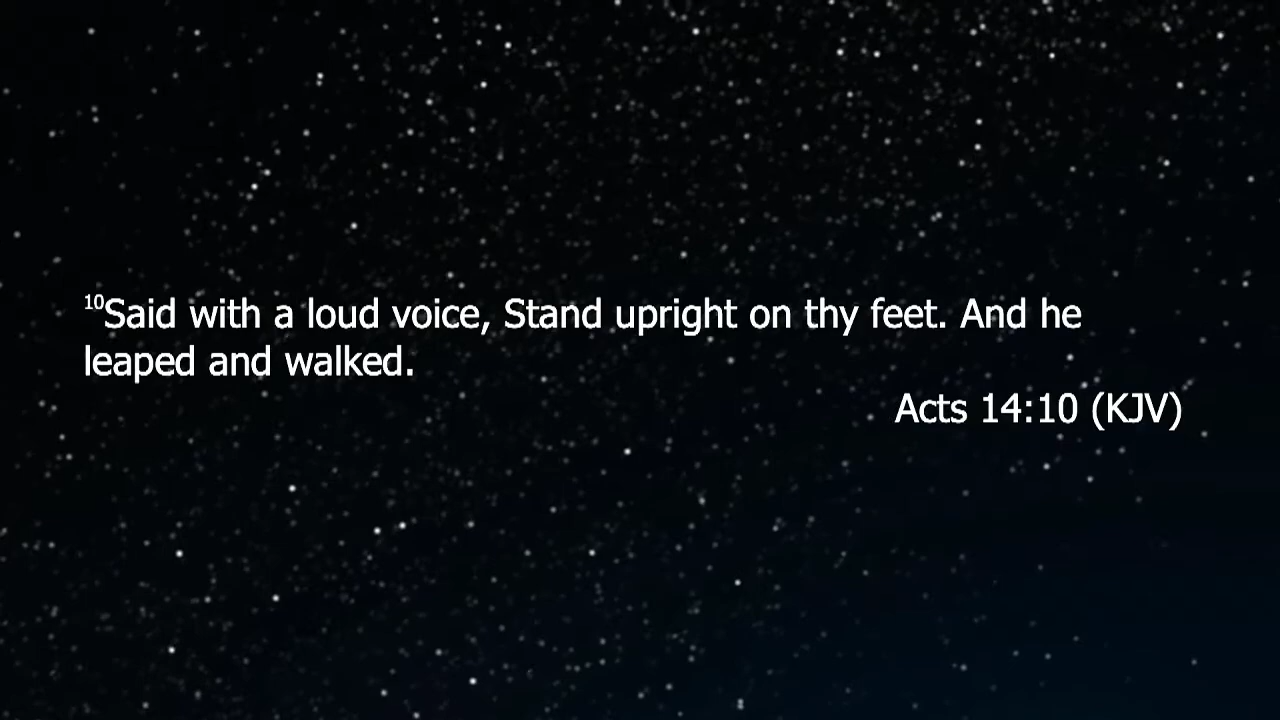 ¹⁰Said with a loud voice, Stand upright on thy feet. And he
leaped and walked.
Acts 14:10 (KJV)